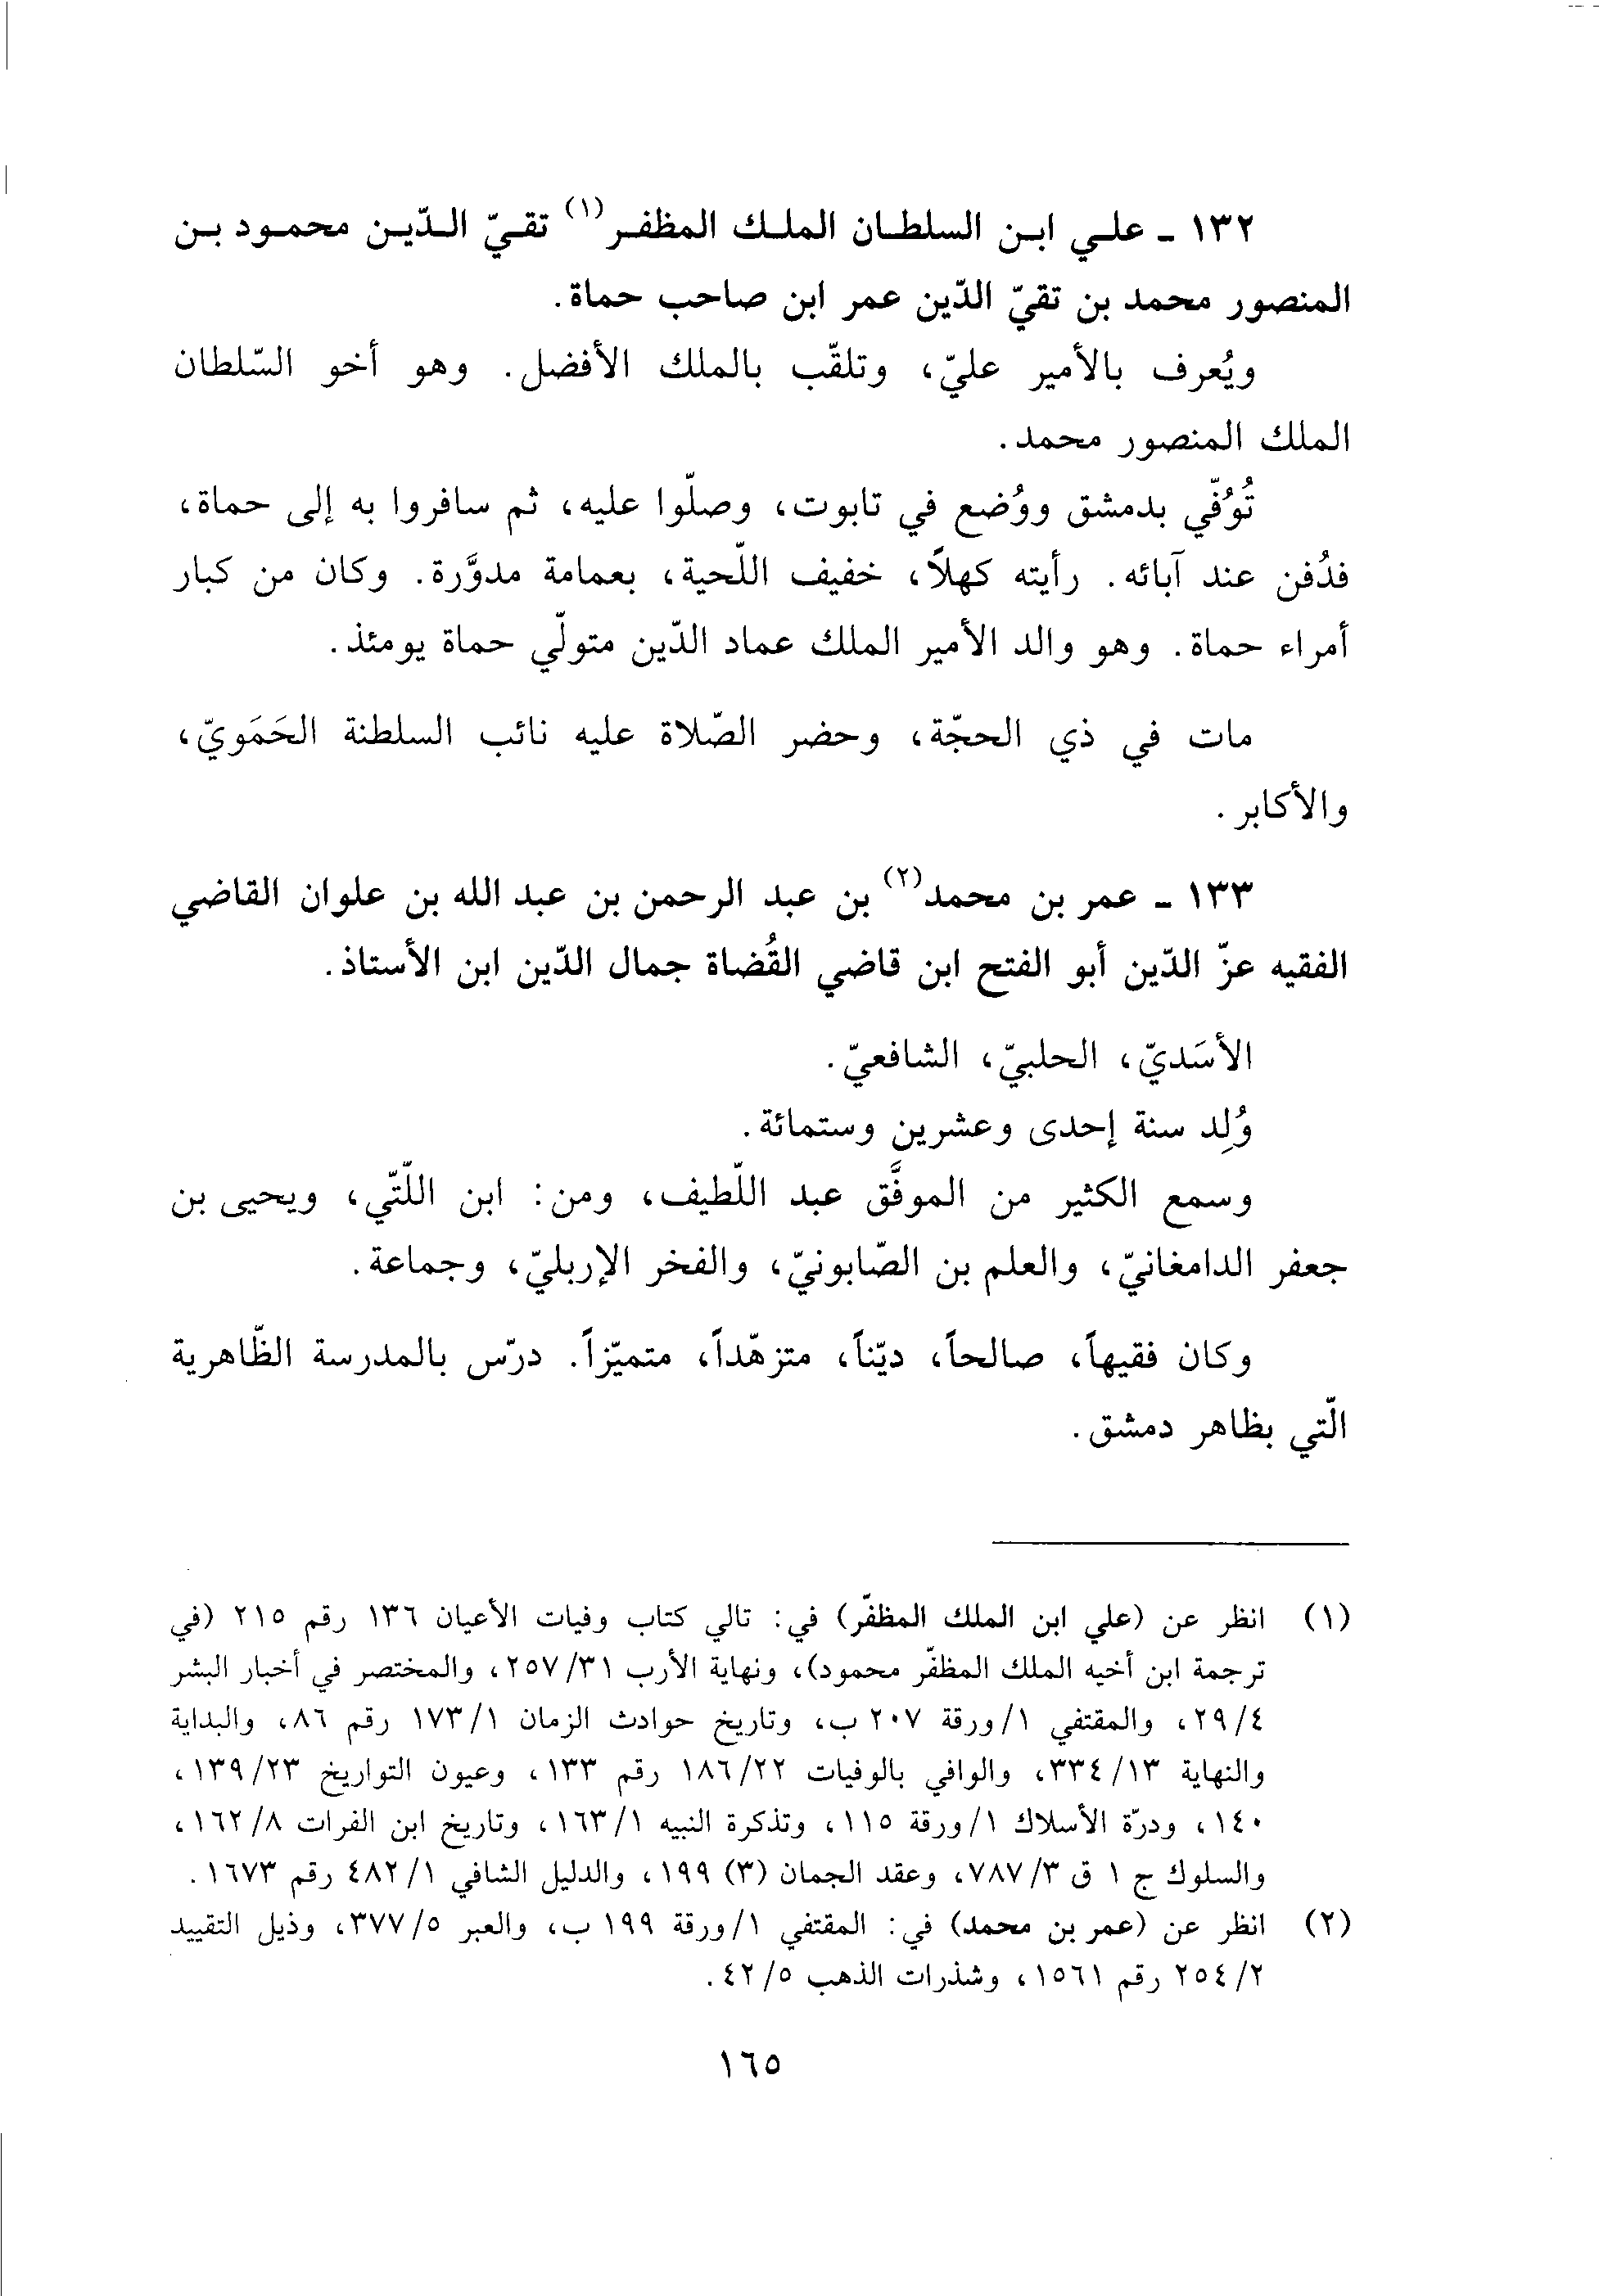 ١٣٢ - علي ابن السلطان الملك المظفر(١) تقيّ الدّين محمود بن
المنصور محمد بن تقيّ الدّين عمر ابن صاحب حماة.
ويُعرف بالأمير عليّ، وتلقّب بالملك الأفضل. وهو أخو السّلطان
الملك المنصور محمد.
تُوُفّي بدمشق ووُضع في تابوت، وصلّوا عليه، ثم سافروا به إلى حماة،
فدُفن عند آبائه. رأيته كهلاً، خفيف اللّحية، بعمامة مدوَّرة. وكان من كبار
أمراء حماة. وهو والد الأمير الملك عماد الدّين متولّي حماة يومئذ.
مات في ذي الحجّة، وحضر الصّلاة عليه نائب السلطنة الحَمَويّ،
والأكابر.
١٣٣ - عمر بن محمد(٢) بن عبد الرحمن بن عبد الله بن علوان القاضي
الفقيه عزّ الدّين أبو الفتح ابن قاضي القُضاة جمال الدّين ابن الأستاذ.
الأسَديّ، الحلبيّ، الشافعيّ.
وُلِد سنة إحدى وعشرين وستمائة.
وسمع الكثير من الموفَّق عبد اللّطيف، ومن: ابن اللّتّي، ويحيى بن
جعفر الدامغانيّ، والعلم بن الصّابونيّ، والفخر الإربليّ، وجماعة.
وكان فقيهاً، صالحاً، ديّناً، متزهّداً، متميّزاً. درّس بالمدرسة الظّاهرية
الّتي بظاهر دمشق.
(١) انظر عن (علي ابن الملك المظفّر) في: تالي كتاب وفيات الأعيان ١٣٦ رقم ٢١٥ (في
ترجمة ابن أخيه الملك المظفّر محمود)، ونهاية الأرب ٣١/٢٥٧، والمختصر في أخبار البشر
٤/٢٩، والمقتفي ١/ورقة ٢٠٧ ب، وتاريخ حوادث الزمان ١/١٧٣ رقم ٨٦، والبداية
والنهاية ١٣/٣٣٤، والوافي بالوفيات ٢٢/١٨٦ رقم ١٣٣، وعيون التواريخ ٢٣/١٣٩،
١٤٠، ودرّة الأسلاك ١/ورقة ١١٥، وتذكرة النبيه ١/١٦٣، وتاريخ ابن الفرات ٨/١٦٢،
والسلوك ج ١ ق ٣/٧٨٧، وعقد الجمان (٣) ١٩٩، والدليل الشافي ١/٤٨٢ رقم ١٦٧٣.
(٢) انظر عن (عمر بن محمد) في: المقتفي ١/ورقة ١٩٩ ب، والعبر ٥/٣٧٧، وذيل التقييد
٢/٢٥٤ رقم ١٥٦١، وشذرات الذهب ٥/٤٢.
١٦٥